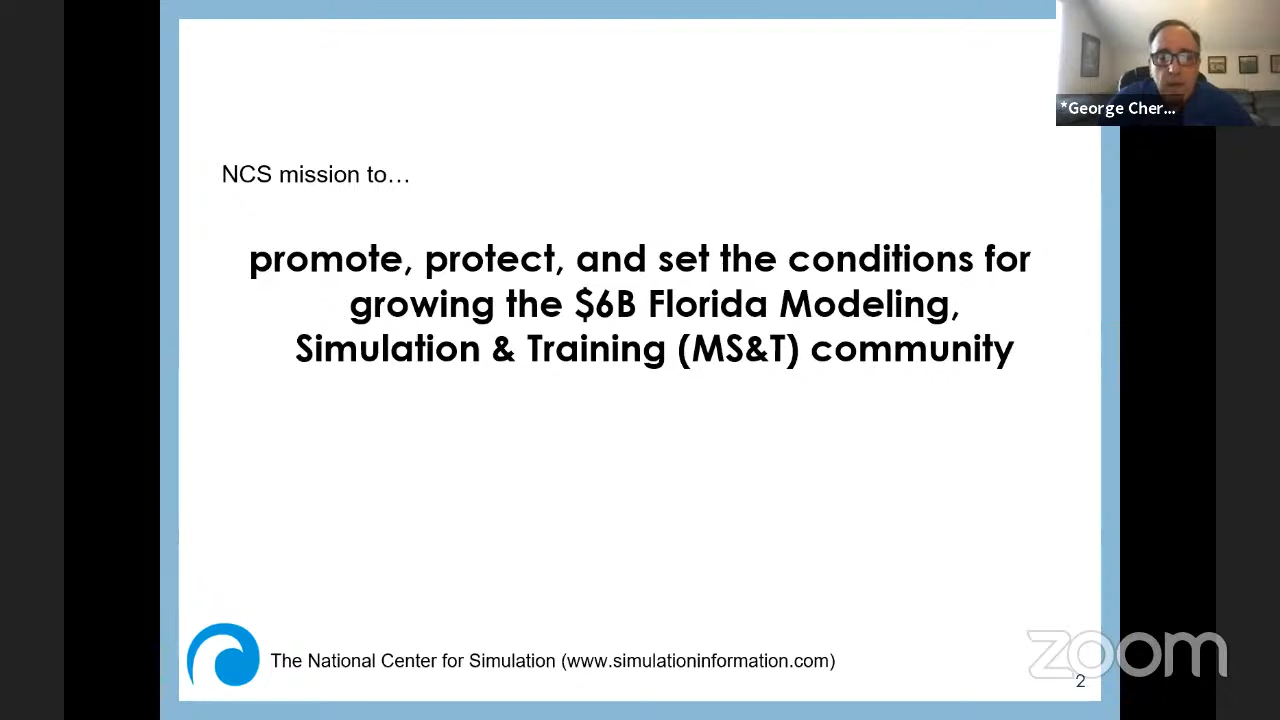 *George Cher...
NCS mission to…
promote, protect, and set the conditions for
growing the $6B Florida Modeling,
Simulation & Training (MS&T) community
The National Center for Simulation (www.simulationinformation.com)
zoom
2